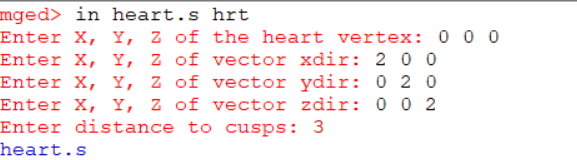 mged> in heart.s hrt
Enter X, Y, Z of the heart vertex: 0 0 0
Enter X, Y, Z of vector xdir: 2 0 0
Enter X, Y, Z of vector ydir: 0 2 0
Enter X, Y, Z of vector zdir: 0 0 2
Enter distance to cusps: 3
heart.s